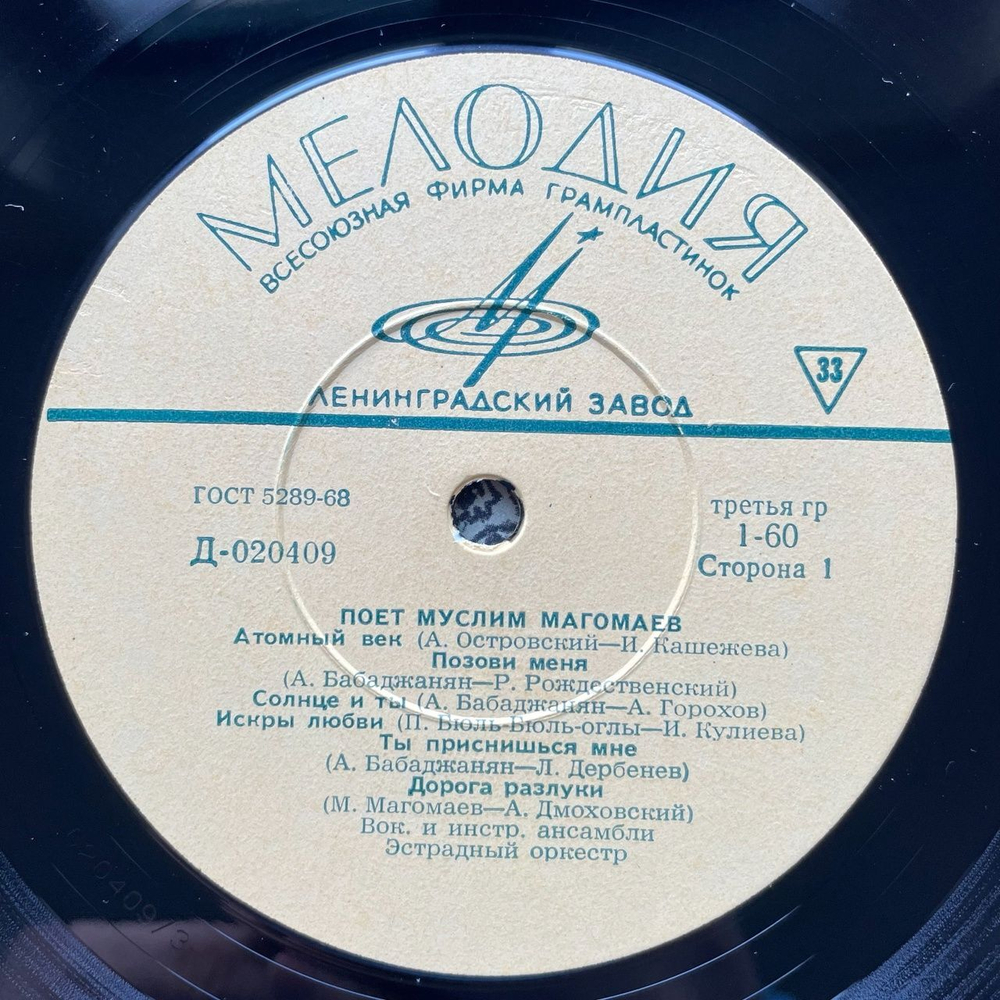 МЕЛОДИЯ
ВСЕСОЮЗНАЯ ФИРМА ГРАМПЛАСТИНОК
ЛЕНИНГРАДСКИЙ ЗАВОД
33
ГОСТ 5289-68
Д-020409
третья гр
1-60
Сторона 1
ПОЕТ МУСЛИМ МАГОМАЕВ
Атомный век (А. Островский—И. Кашежева)
Позови меня
(А. Бабаджанян—Р. Рождественский)
Солнце и ты (А. Бабаджанян—А. Горохов)
Искры любви (П. Бюль-Бюль-оглы—И. Кулиева)
Ты приснишься мне
(А. Бабаджанян—Л. Дербенев)
Дорога разлуки
(М. Магомаев—А. Дмоховский)
Вок. и инстр. ансамбли
Эстрадный оркестр
20409/3